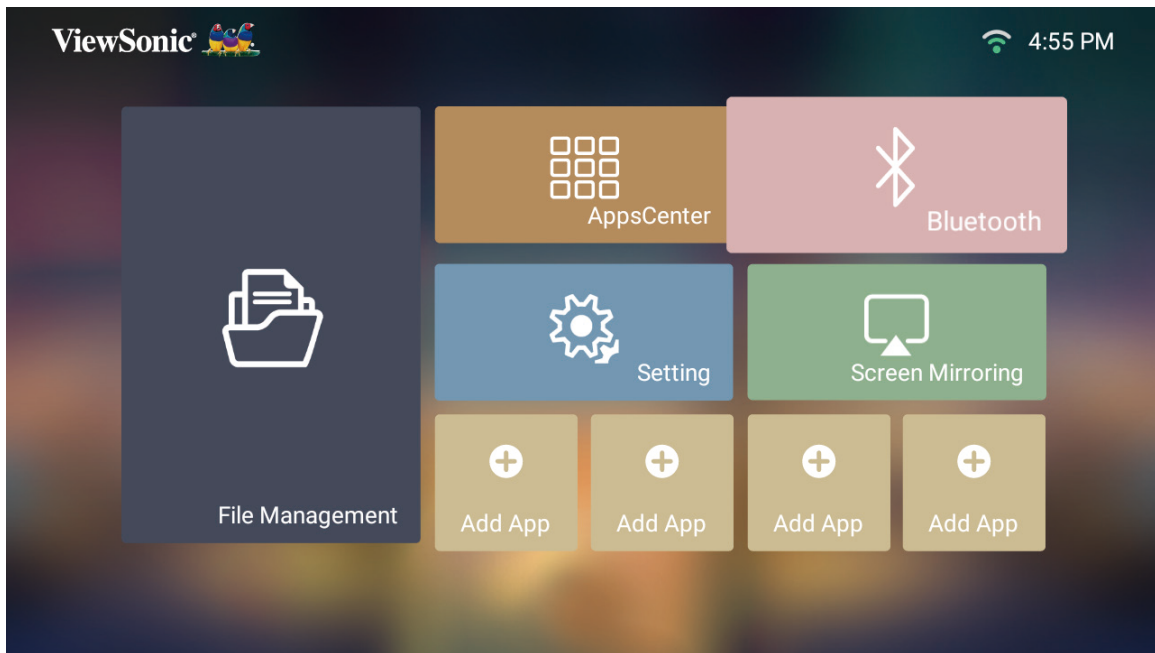 ViewSonic®
4:55 PM
AppsCenter
Bluetooth
Setting
Screen Mirroring
File Management
Add App
Add App
Add App
Add App